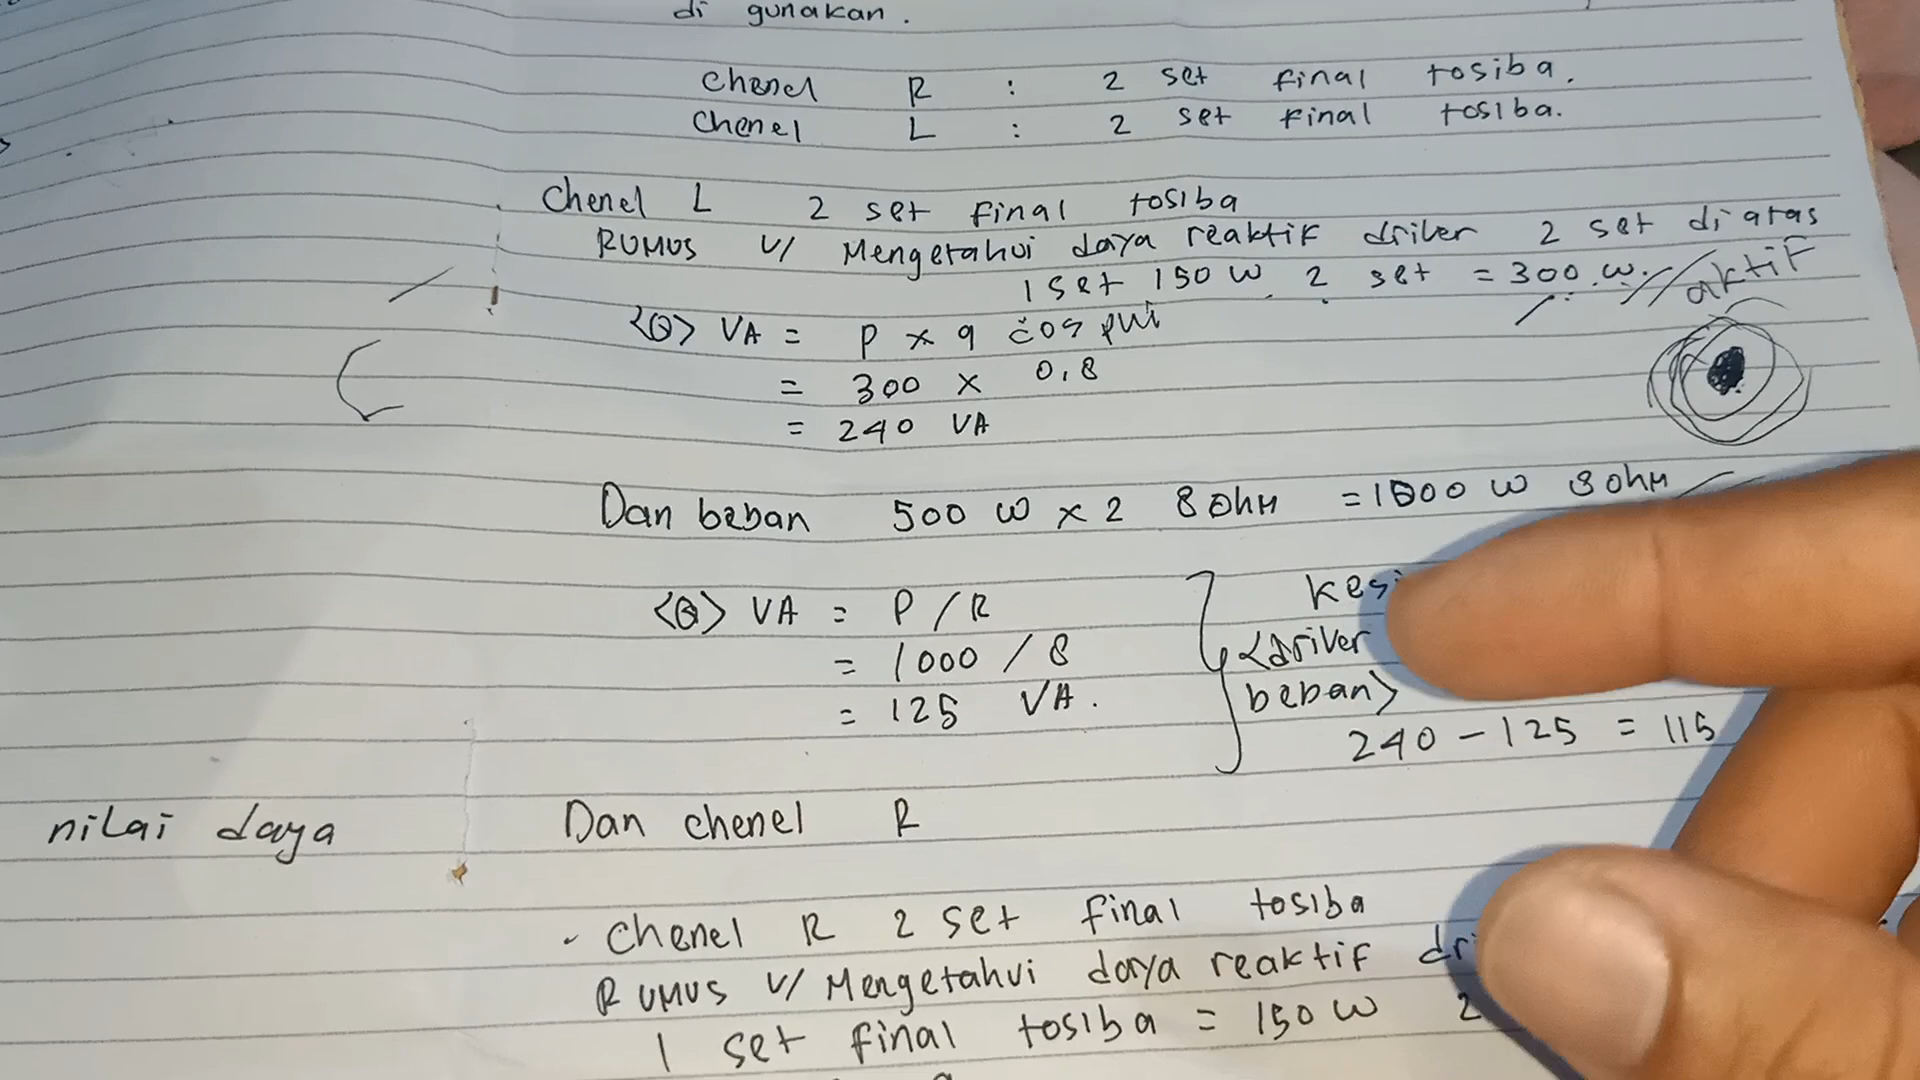 di gunakan.
Chenel R : 2 set final tosiba.
Chenel L : 2 set final tosiba.
Chenel L 2 set final tosiba
RUMUS U/ Mengetahui daya reaktif driver 2 set di atas
1 set 150 W 2 set = 300 W. // aktif
<Q> VA = P x q cos phi
= 300 x 0,8
= 240 VA
Dan beban 500 W x 2 8 Ohm = 1000 W 8 Ohm
<Q> VA = P / R
= 1000 / 8
= 125 VA.
<driver
beban>
240 - 125 = 115
nilai daya
Dan chenel R
- Chenel R 2 set final tosiba
RUMUS U/ Mengetahui daya reaktif
1 set final tosiba = 150 W 2